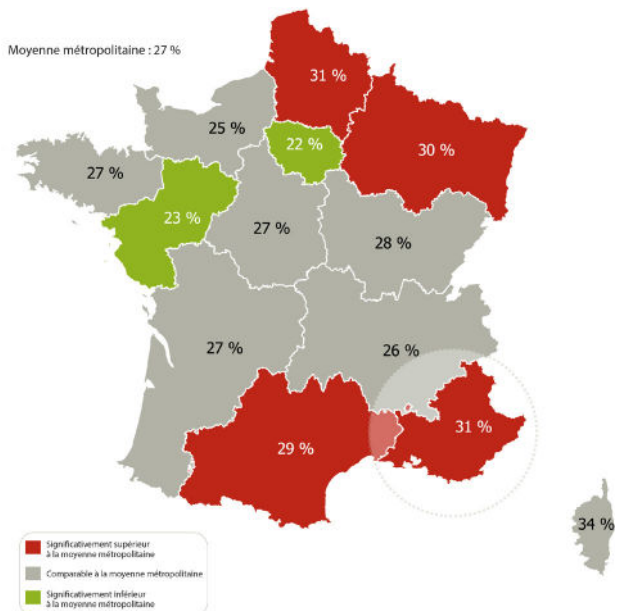 Moyenne métropolitaine : 27 %
31 %
25 %
22 %
30 %
27 %
23 %
27 %
28 %
27 %
26 %
31 %
29 %
34 %
Significativement supérieur
à la moyenne métropolitaine
Comparable à la moyenne métropolitaine
Significativement inférieur
à la moyenne métropolitaine